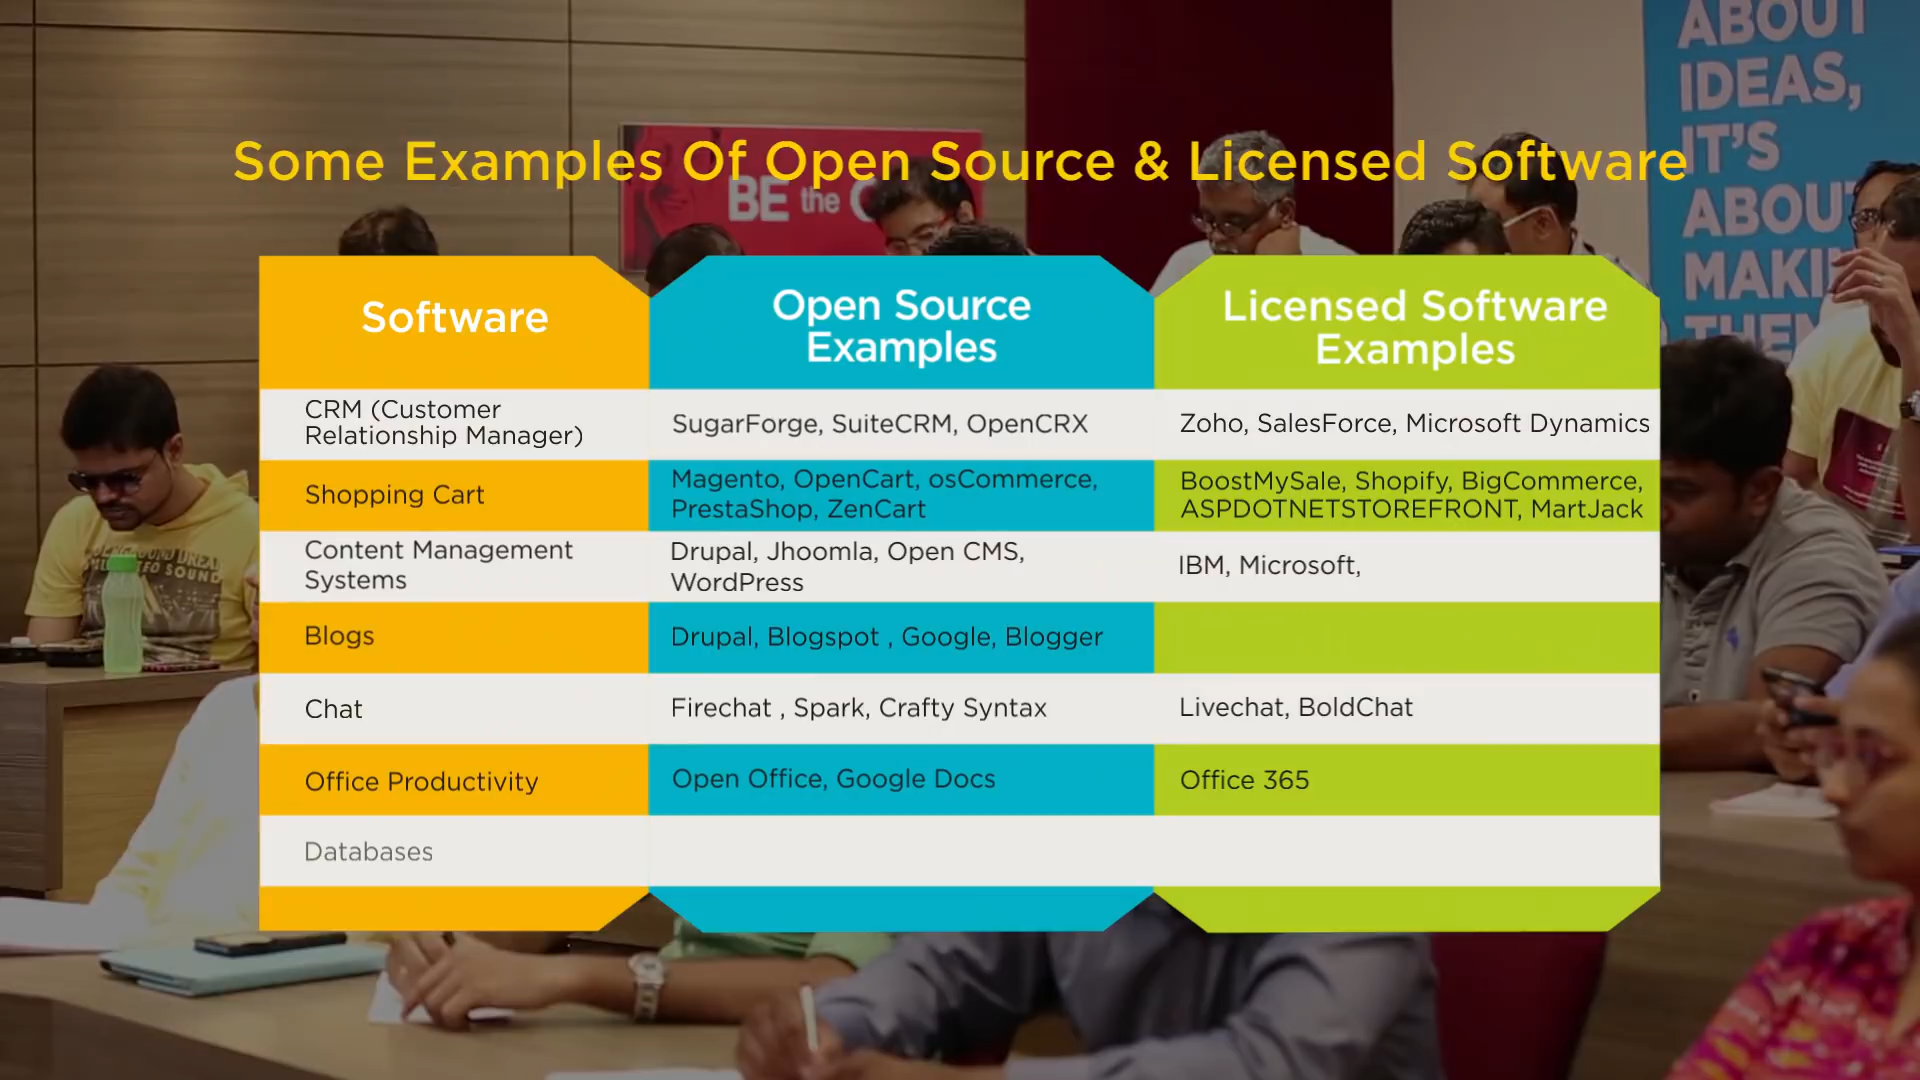 Some Examples Of Open Source & Licensed Software
ABOUT
IDEAS,
IT'S
ABOUT
BE the
Software
Open Source
Examples
Licensed Software
Examples
CRM (Customer
Relationship Manager)
SugarForge, SuiteCRM, OpenCRX
Zoho, SalesForce, Microsoft Dynamics
Shopping Cart
Magento, OpenCart, osCommerce,
PrestaShop, ZenCart
BoostMySale, Shopify, BigCommerce,
ASPDOTNETSTOREFRONT, MartJack
Content Management
Systems
Drupal, Jhoomla, Open CMS,
WordPress
IBM, Microsoft,
Blogs
Drupal, Blogspot , Google, Blogger
Chat
Firechat , Spark, Crafty Syntax
Livechat, BoldChat
Office Productivity
Open Office, Google Docs
Office 365
Databases